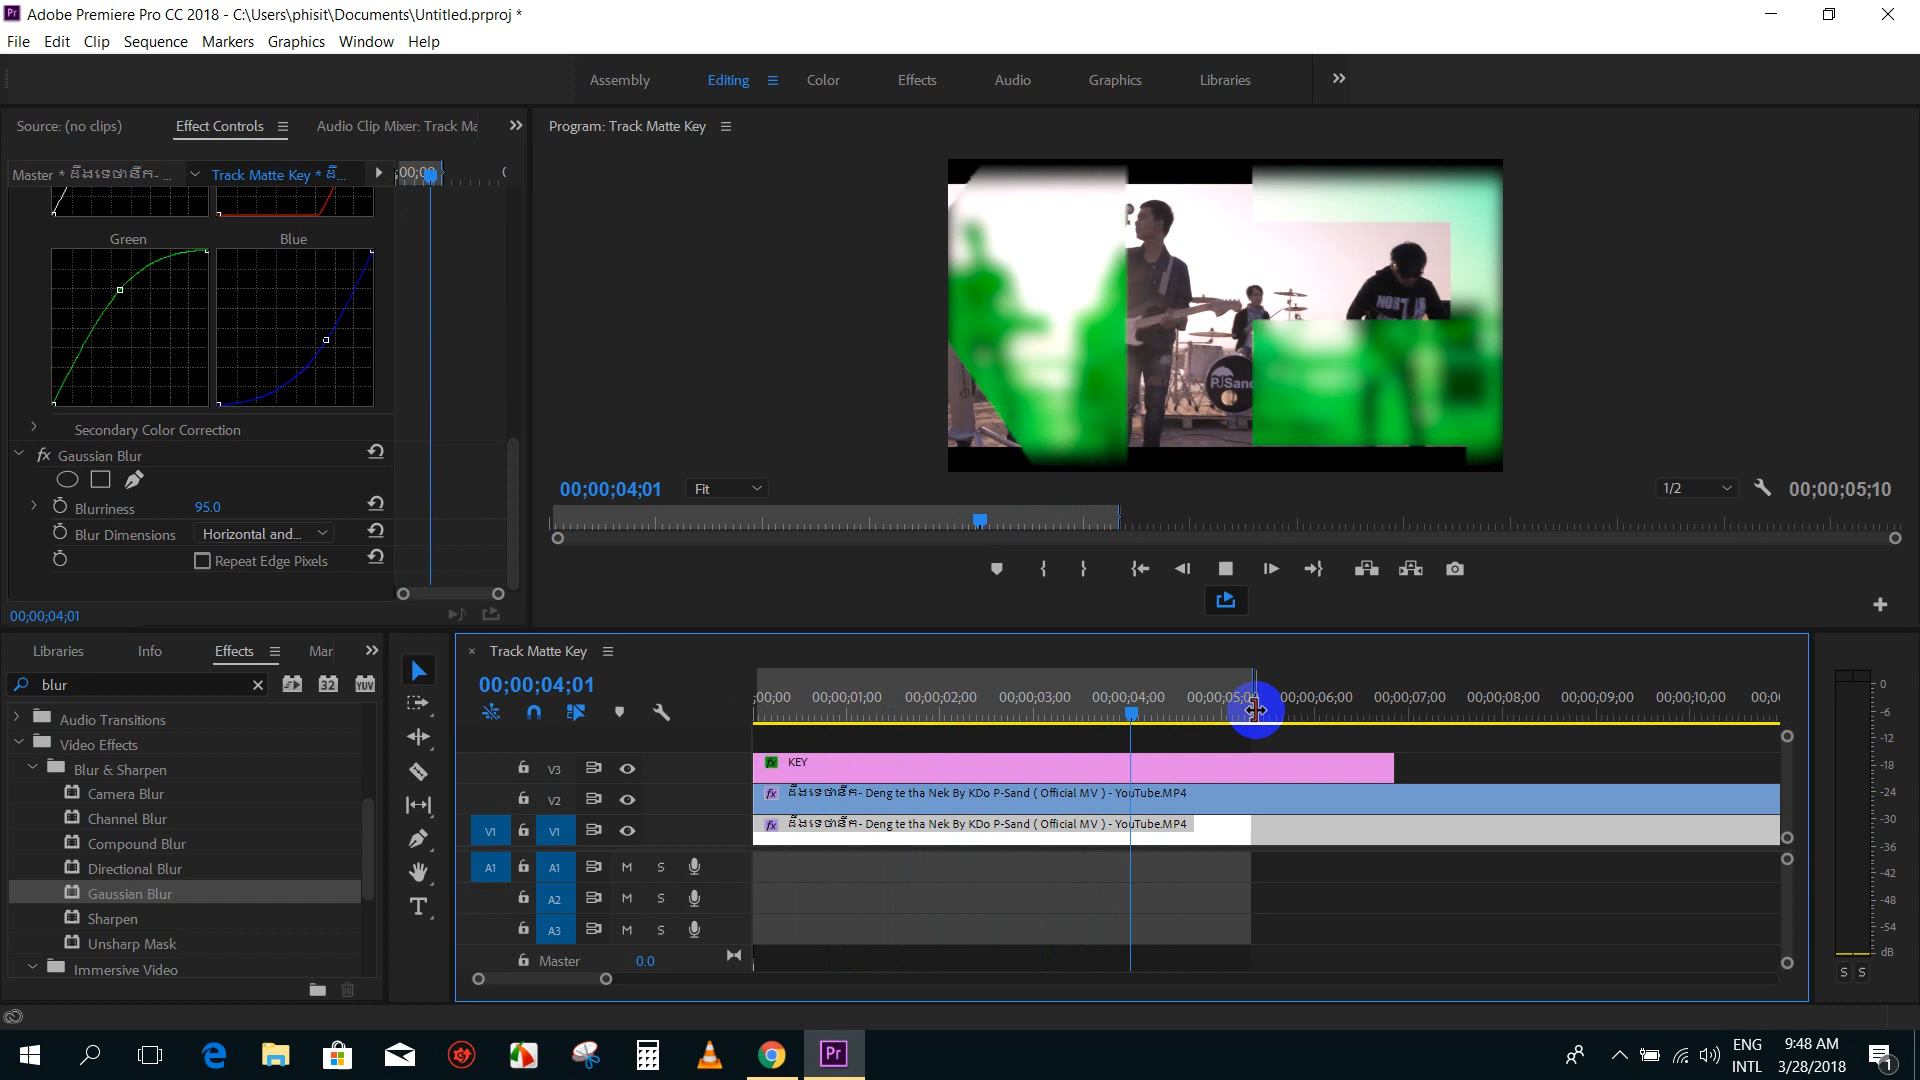 Adobe Premiere Pro CC 2018 - C:\Users\phisit\Documents\Untitled.prproj *
File Edit Clip Sequence Markers Graphics Window Help
Assembly Editing Color Effects Audio Graphics Libraries
Source: (no clips) Effect Controls Audio Clip Mixer: Track Ma
Program: Track Matte Key
Master * ដឹងទេថានឹក- ... Track Matte Key * ដឹ... ;00;00
Green Blue
Secondary Color Correction
fx Gaussian Blur
Blurriness 95.0
Blur Dimensions Horizontal and...
Repeat Edge Pixels
00;00;04;01
PJSand
00;00;04;01 Fit 1/2 00;00;05;10
Libraries Info Effects Mar
blur 32 YUV
Audio Transitions
Video Effects
Blur & Sharpen
Camera Blur
Channel Blur
Compound Blur
Directional Blur
Gaussian Blur
Sharpen
Unsharp Mask
Immersive Video
Track Matte Key
00;00;04;01
;00;00 00;00;01;00 00;00;02;00 00;00;03;00 00;00;04;00 00;00;05;0 00;00;06;00 00;00;07;00 00;00;08;00 00;00;09;00 00;00;10;00 00;0
V3 fx KEY
V2 fx ដឹងទេថានឹក- Deng te tha Nek By KDo P-Sand ( Official MV ) - YouTube.MP4
V1 V1 fx ដឹងទេថានឹក- Deng te tha Nek By KDo P-Sand ( Official MV ) - YouTube.MP4
A1 A1 M S
A2 M S
A3 M S
Master 0.0
0
-6
-12
-18
-24
-30
-36
-42
-48
-54
dB
S S
Pr
ENG
INTL
9:48 AM
3/28/2018
1